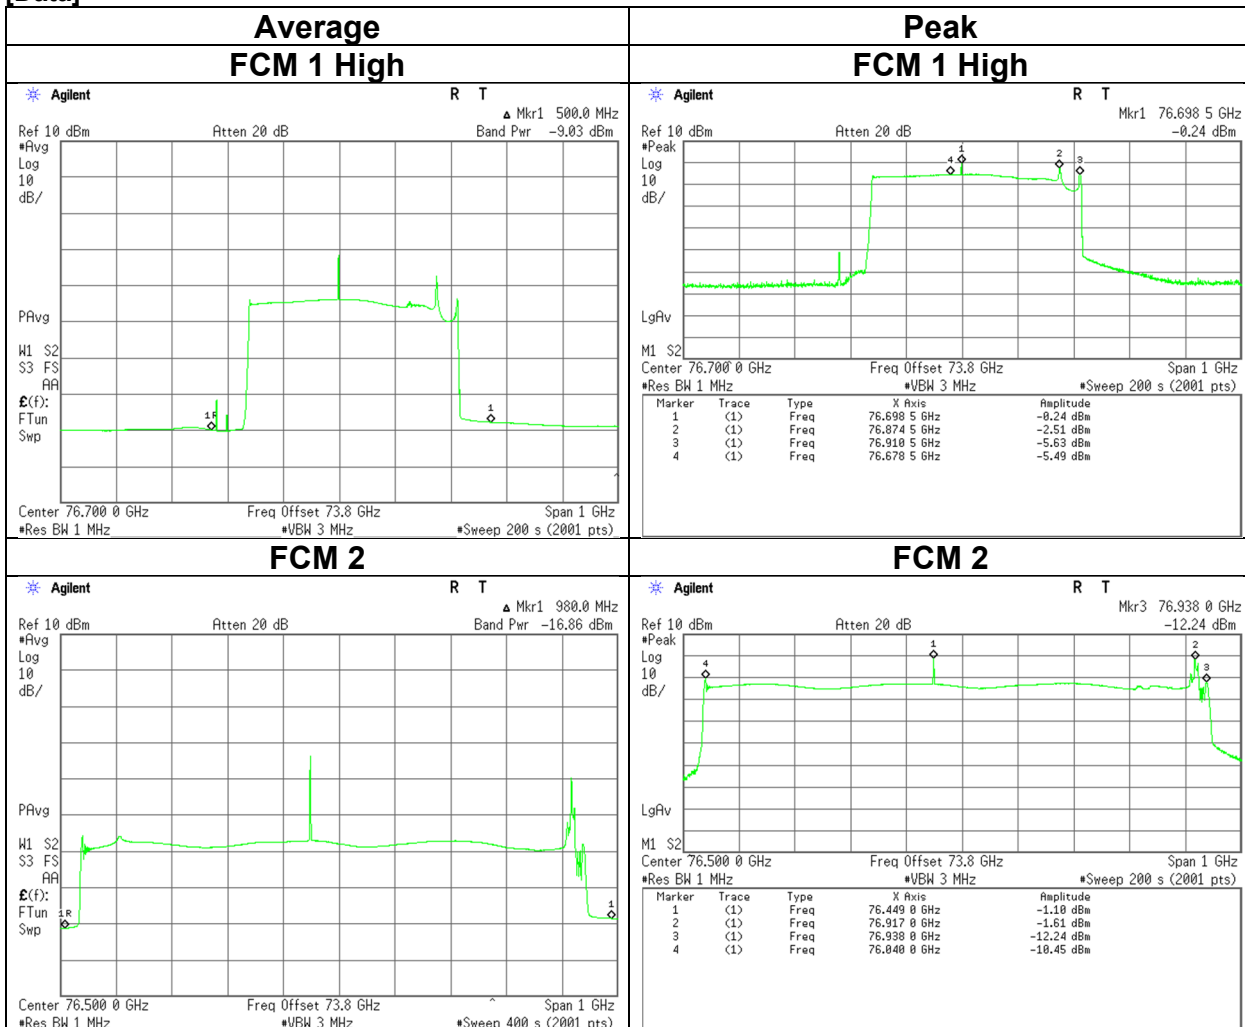 [Data]
Average Peak
FCM 1 High FCM 1 High
Agilent R T
Δ Mkr1 500.0 MHz
Ref 10 dBm Atten 20 dB Band Pwr -9.03 dBm
#Avg
Log
10
dB/
PAvg
W1 S2
S3 FS
AA
£(f):
FTun
Swp
1R
1
Center 76.700 0 GHz Freq Offset 73.8 GHz Span 1 GHz
#Res BW 1 MHz #VBW 3 MHz #Sweep 200 s (2001 pts)
Agilent R T
Mkr1 76.698 5 GHz
Ref 10 dBm Atten 20 dB -0.24 dBm
#Peak
Log
10
dB/
4 1 2 3
LgAv
M1 S2
Center 76.700 0 GHz Freq Offset 73.8 GHz Span 1 GHz
#Res BW 1 MHz #VBW 3 MHz #Sweep 200 s (2001 pts)
Marker Trace Type X Axis Amplitude
1 (1) Freq 76.698 5 GHz -0.24 dBm
2 (1) Freq 76.874 5 GHz -2.51 dBm
3 (1) Freq 76.910 5 GHz -5.63 dBm
4 (1) Freq 76.678 5 GHz -5.49 dBm
FCM 2 FCM 2
Agilent R T
Δ Mkr1 980.0 MHz
Ref 10 dBm Atten 20 dB Band Pwr -16.86 dBm
#Avg
Log
10
dB/
PAvg
W1 S2
S3 FS
AA
£(f):
FTun
Swp
1R
1
Center 76.500 0 GHz Freq Offset 73.8 GHz Span 1 GHz
#Res BW 1 MHz #VBW 3 MHz #Sweep 400 s (2001 pts)
Agilent R T
Mkr3 76.938 0 GHz
Ref 10 dBm Atten 20 dB -12.24 dBm
#Peak
Log
10
dB/
4 1 2 3
LgAv
M1 S2
Center 76.500 0 GHz Freq Offset 73.8 GHz Span 1 GHz
#Res BW 1 MHz #VBW 3 MHz #Sweep 200 s (2001 pts)
Marker Trace Type X Axis Amplitude
1 (1) Freq 76.449 0 GHz -1.10 dBm
2 (1) Freq 76.917 0 GHz -1.61 dBm
3 (1) Freq 76.938 0 GHz -12.24 dBm
4 (1) Freq 76.040 0 GHz -10.45 dBm